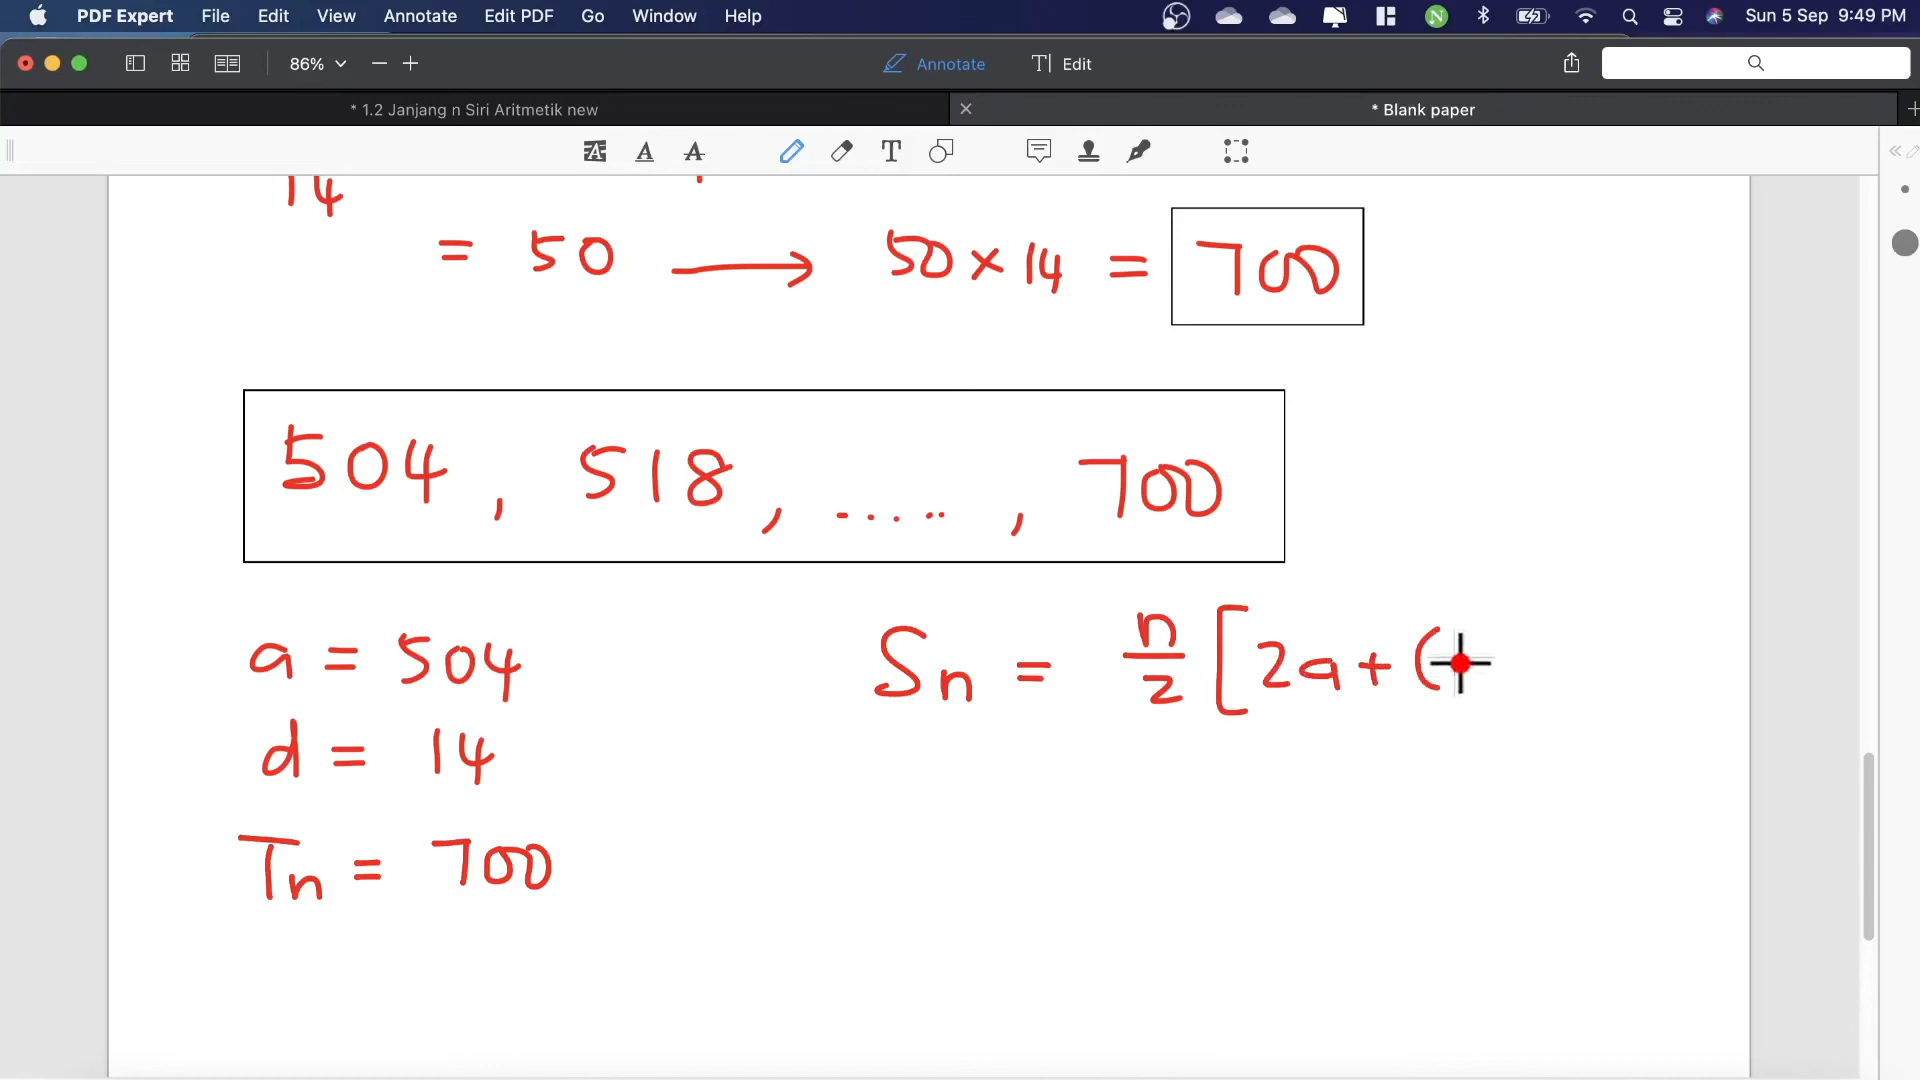 PDF Expert File Edit View Annotate Edit PDF Go Window Help Sun 5 Sep 9:49 PM
86% Annotate T Edit
* 1.2 Janjang n Siri Aritmetik new * Blank paper
A A A T
14
= 50 → 50 × 14 = 700
504 , 518 , ..... , 700
a = 504
Sn = n/2 [2a + (
d = 14
Tn = 700